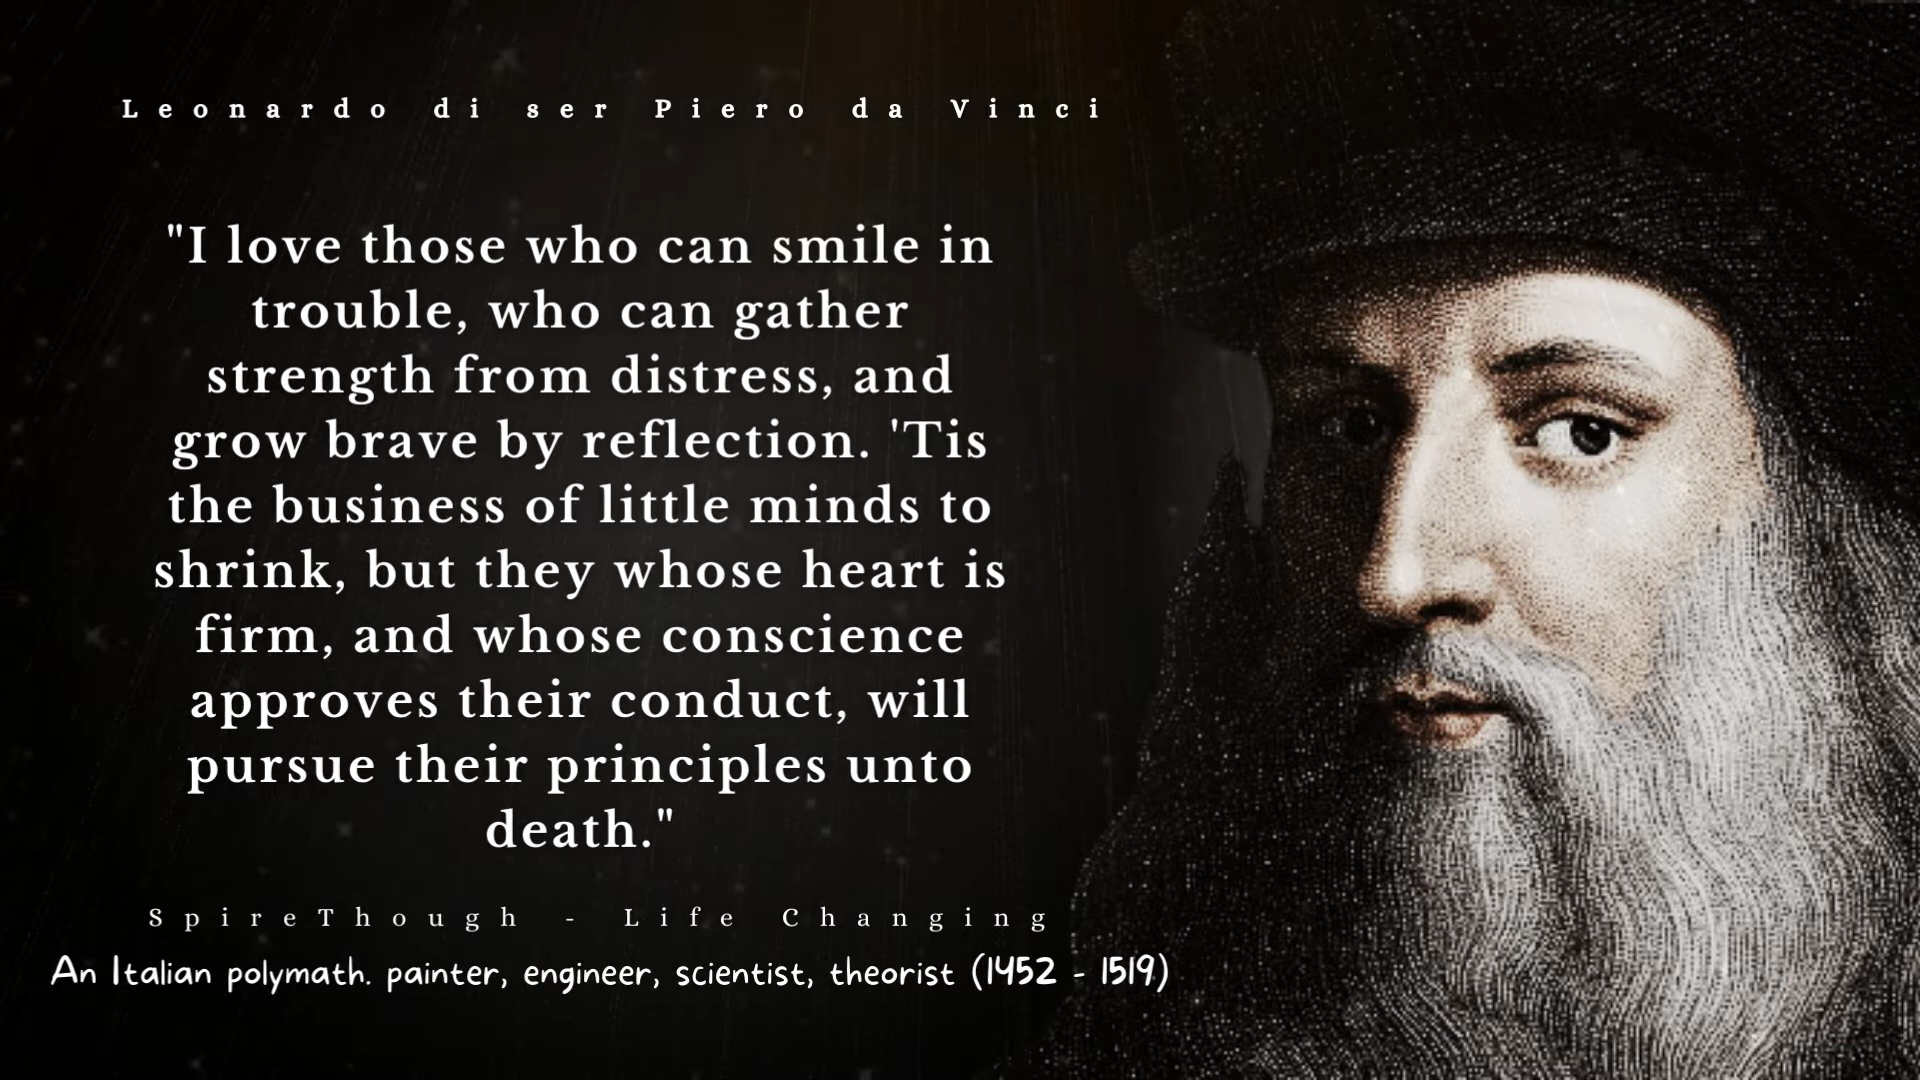 Leonardo di ser Piero da Vinci
"I love those who can smile in
trouble, who can gather
strength from distress, and
grow brave by reflection. 'Tis
the business of little minds to
shrink, but they whose heart is
firm, and whose conscience
approves their conduct, will
pursue their principles unto
death."
SpireThough - Life Changing
An Italian polymath. painter, engineer, scientist, theorist (1452 - 1519)